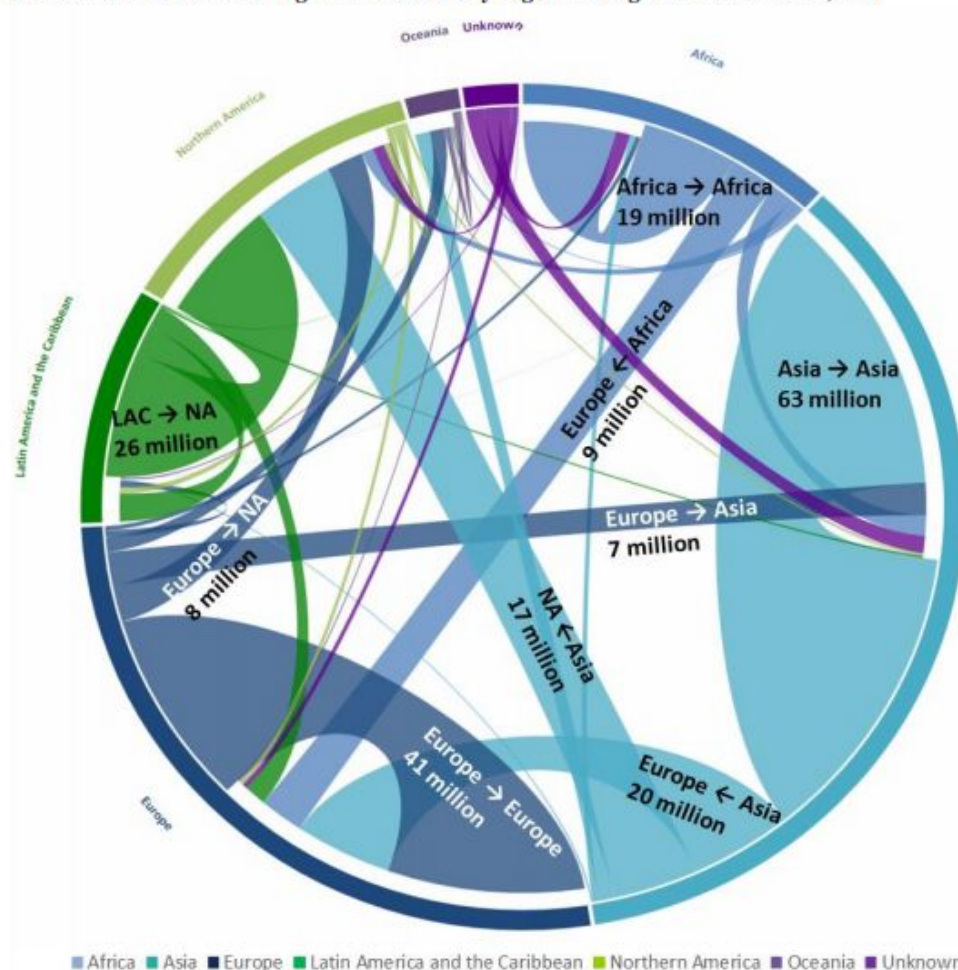 Oceania
Unknown
Africa
Northern America
Africa → Africa
19 million
Europe ← Africa
9 million
Asia → Asia
63 million
Latin America and the Caribbean
LAC → NA
26 million
Europe → NA
8 million
Europe → Asia
7 million
NA ← Asia
17 million
Europe → Europe
41 million
Europe ← Asia
20 million
Europe
Africa Asia Europe Latin America and the Caribbean Northern America Oceania Unknown